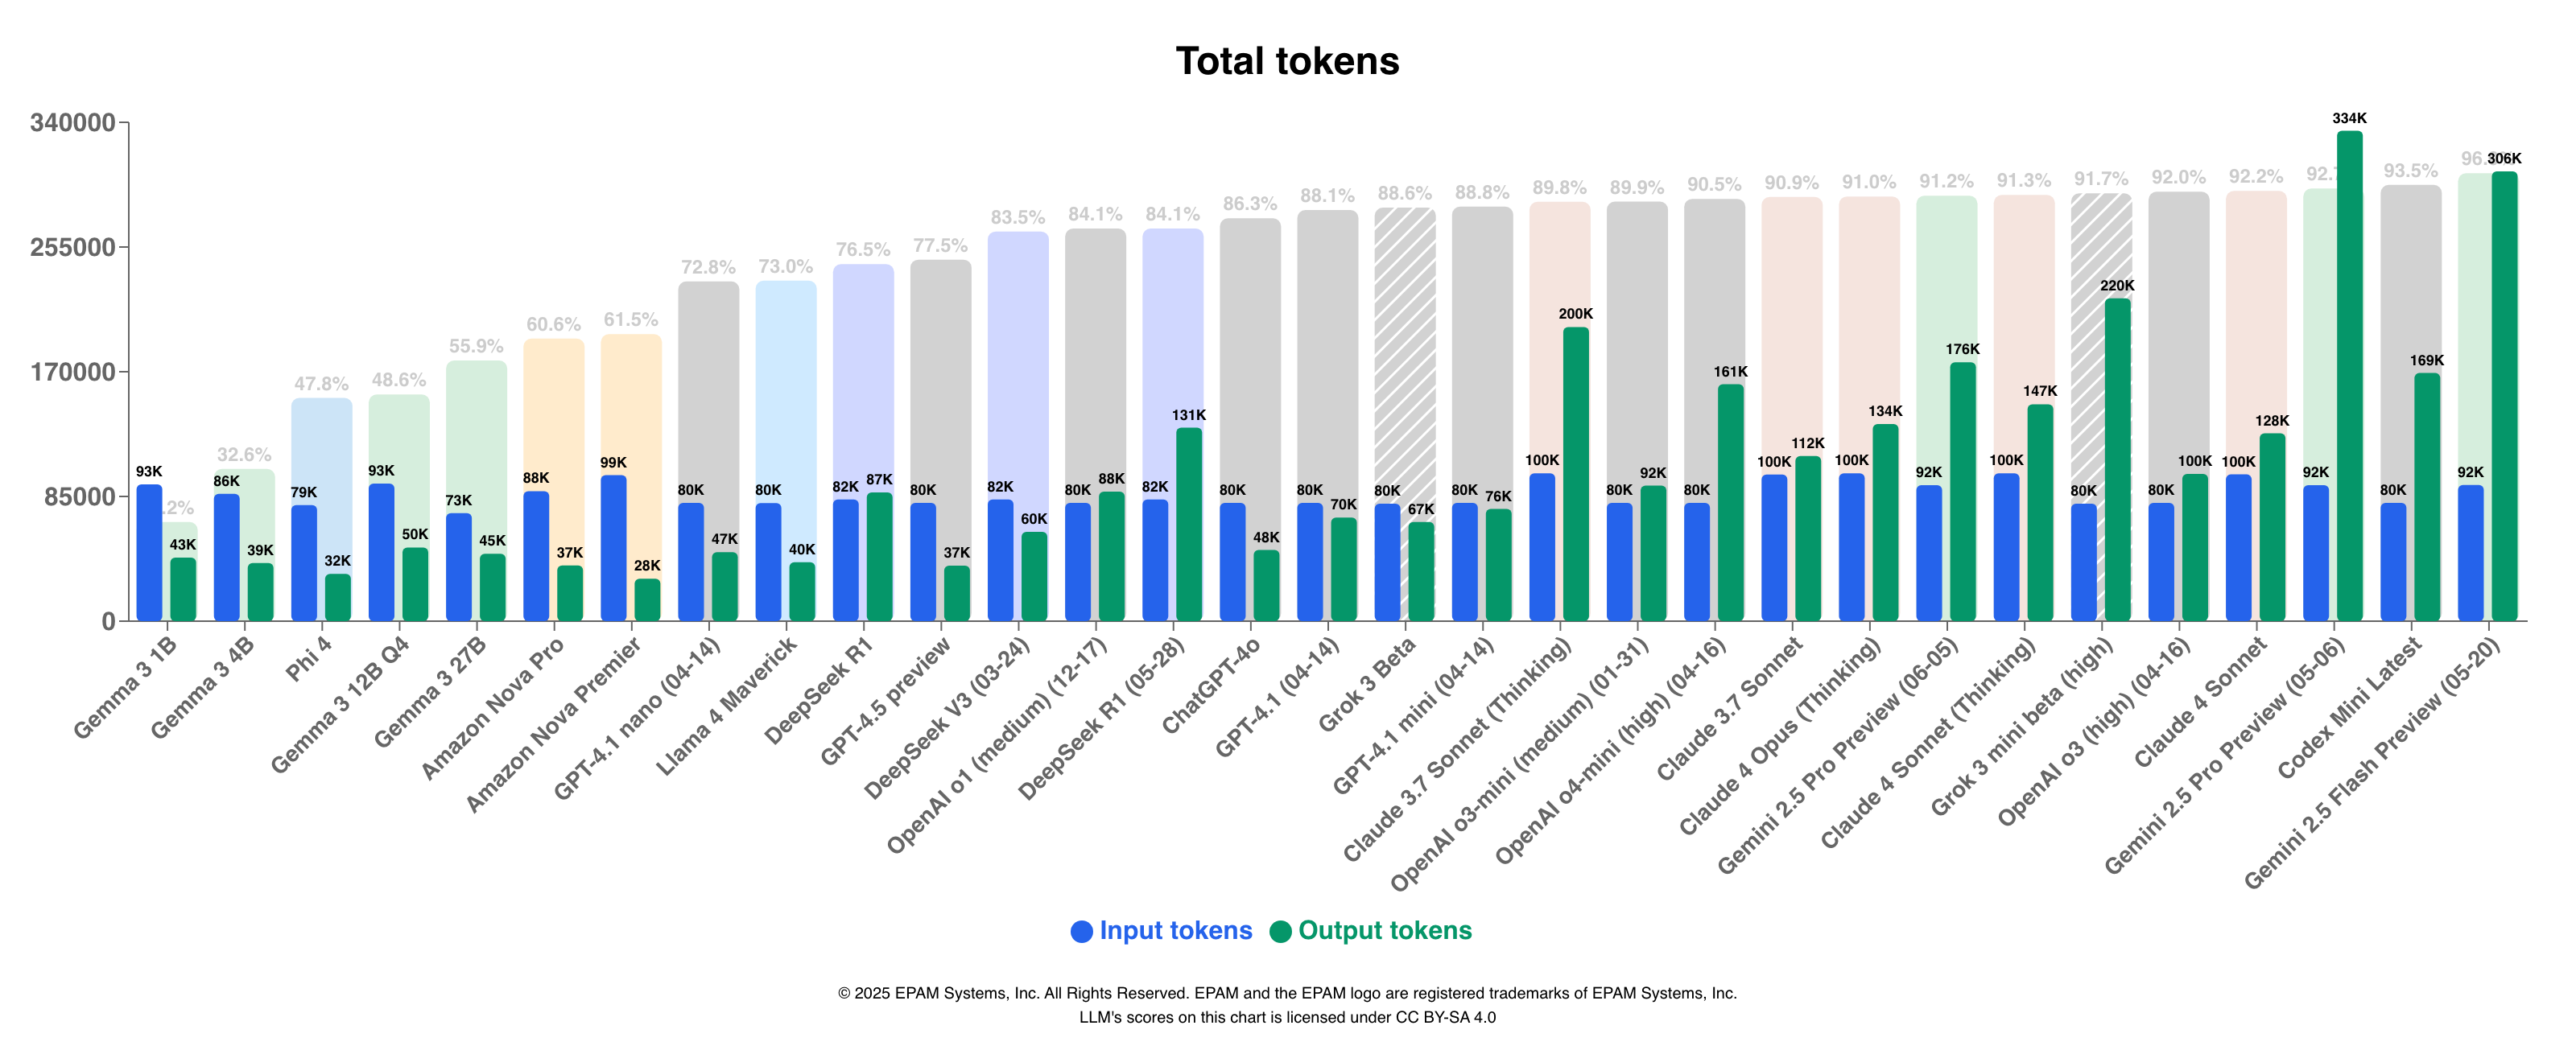 Total tokens
340000
255000
170000
85000
0
93K
43K
32.6%
86K
39K
47.8%
79K
32K
48.6%
93K
50K
55.9%
73K
45K
60.6%
88K
37K
61.5%
99K
28K
72.8%
80K
47K
73.0%
80K
40K
76.5%
82K
87K
77.5%
80K
37K
83.5%
82K
60K
84.1%
80K
88K
84.1%
82K
131K
86.3%
80K
48K
88.1%
80K
70K
88.6%
80K
67K
88.8%
80K
76K
89.8%
100K
200K
89.9%
80K
92K
90.5%
80K
161K
90.9%
100K
112K
91.0%
100K
134K
91.2%
92K
176K
91.3%
100K
147K
91.7%
80K
220K
92.0%
80K
100K
92.2%
100K
128K
92K
334K
93.5%
80K
169K
92K
306K
Gemma 3 1B
Gemma 3 4B
Phi 4
Gemma 3 12B Q4
Gemma 3 27B
Amazon Nova Pro
Amazon Nova Premier
GPT-4.1 nano (04-14)
Llama 4 Maverick
DeepSeek R1
GPT-4.5 preview
DeepSeek V3 (03-24)
OpenAI o1 (medium) (12-17)
DeepSeek R1 (05-28)
ChatGPT-4o
GPT-4.1 (04-14)
Grok 3 Beta
GPT-4.1 mini (04-14)
Claude 3.7 Sonnet (Thinking)
OpenAI o3-mini (medium) (01-31)
OpenAI o4-mini (high) (04-16)
Claude 3.7 Sonnet
Claude 4 Opus (Thinking)
Gemini 2.5 Pro Preview (06-05)
Claude 4 Sonnet (Thinking)
Grok 3 mini beta (high)
OpenAI o3 (high) (04-16)
Claude 4 Sonnet
Gemini 2.5 Pro Preview (05-06)
Codex Mini Latest
Gemini 2.5 Flash Preview (05-20)
Input tokens
Output tokens
© 2025 EPAM Systems, Inc. All Rights Reserved. EPAM and the EPAM logo are registered trademarks of EPAM Systems, Inc.
LLM's scores on this chart is licensed under CC BY-SA 4.0